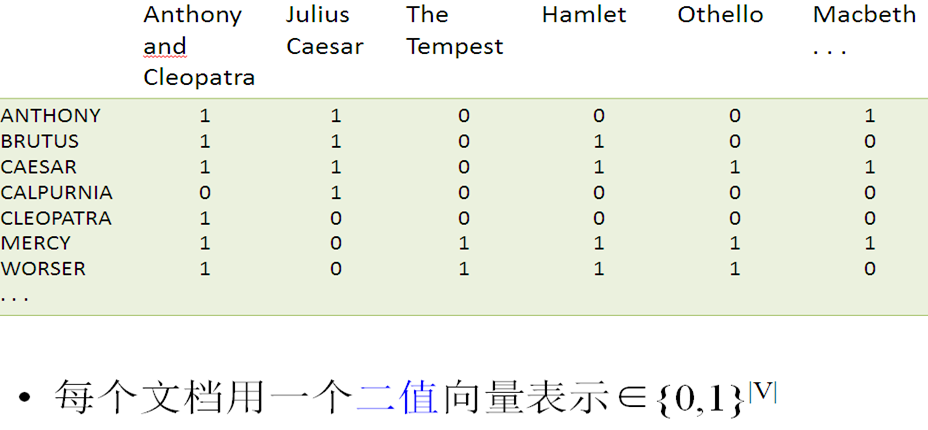 Anthony and Cleopatra Julius Caesar The Tempest Hamlet Othello Macbeth . . .
ANTHONY 1 1 0 0 0 1
BRUTUS 1 1 0 1 0 0
CAESAR 1 1 0 1 1 1
CALPURNIA 0 1 0 0 0 0
CLEOPATRA 1 0 0 0 0 0
MERCY 1 0 1 1 1 1
WORSER 1 0 1 1 1 0
. . .
• 每个文档用一个二值向量表示∈{0,1}|V|